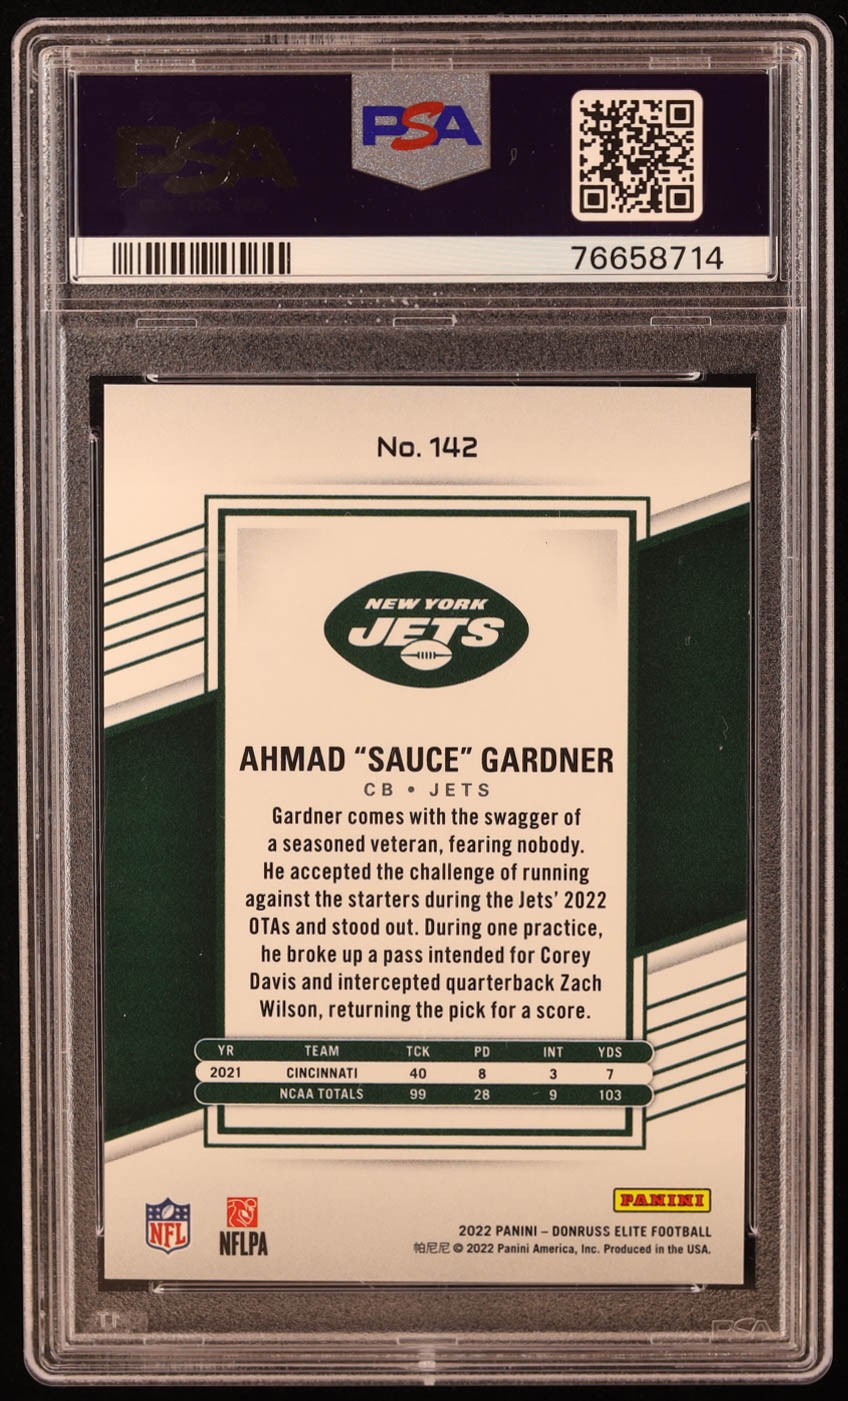 PSA
PSA
76658714
No. 142
NEW YORK
JETS
AHMAD “SAUCE” GARDNER
CB • JETS
Gardner comes with the swagger of
a seasoned veteran, fearing nobody.
He accepted the challenge of running
against the starters during the Jets’ 2022
OTAs and stood out. During one practice,
he broke up a pass intended for Corey
Davis and intercepted quarterback Zach
Wilson, returning the pick for a score.
YR TEAM TCK PD INT YDS
2021 CINCINNATI 40 8 3 7
NCAA TOTALS 99 28 9 103
PANINI
NFL
NFLPA
2022 PANINI – DONRUSS ELITE FOOTBALL
帕尼尼 © 2022 Panini America, Inc. Produced in the USA.
PSA